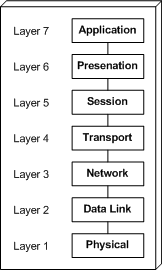 Layer 7 Application
Layer 6 Presenation
Layer 5 Session
Layer 4 Transport
Layer 3 Network
Layer 2 Data Link
Layer 1 Physical